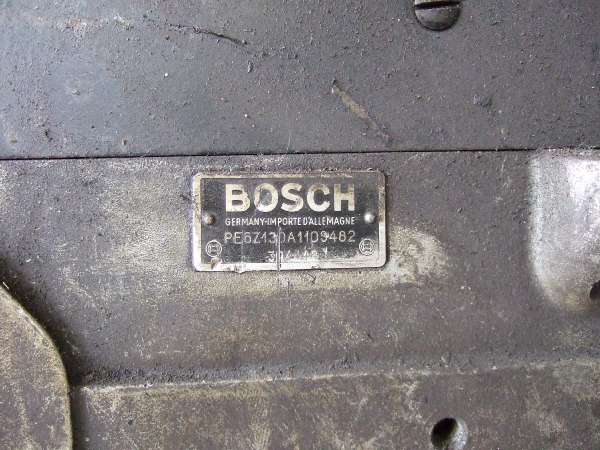 BOSCH
GERMANY-IMPORTE D'ALLEMAGNE
PE6Z130A1109482